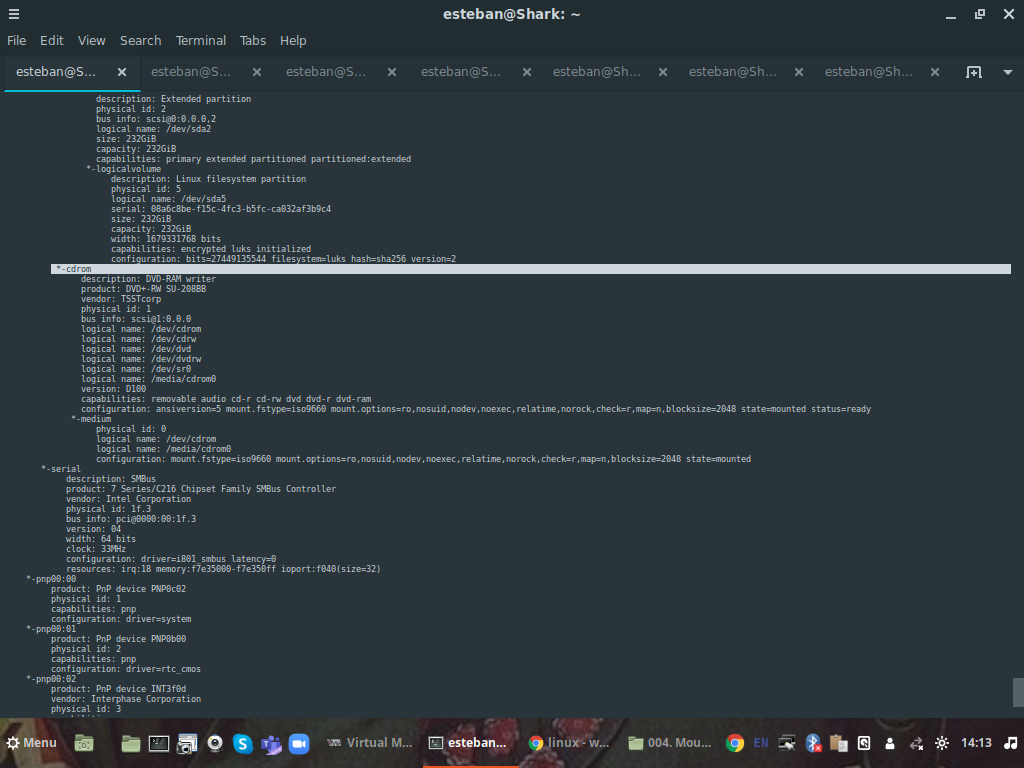 esteban@Shark: ~
File Edit View Search Terminal Tabs Help
esteban@S... esteban@S... esteban@S... esteban@S... esteban@Sh... esteban@Sh... esteban@Sh...
description: Extended partition
physical id: 2
bus info: scsi@0:0.0.0,2
logical name: /dev/sda2
size: 232GiB
capacity: 232GiB
capabilities: primary extended partitioned partitioned:extended
*-logicalvolume
description: Linux filesystem partition
physical id: 5
logical name: /dev/sda5
serial: 08a6c8be-f15c-4fc3-b5fc-ca032af3b9c4
size: 232GiB
capacity: 232GiB
width: 1679331768 bits
capabilities: encrypted luks initialized
configuration: bits=27449135544 filesystem=luks hash=sha256 version=2
*-cdrom
description: DVD-RAM writer
product: DVD+-RW SU-208BB
vendor: TSSTcorp
physical id: 1
bus info: scsi@1:0.0.0
logical name: /dev/cdrom
logical name: /dev/cdrw
logical name: /dev/dvd
logical name: /dev/dvdrw
logical name: /dev/sr0
logical name: /media/cdrom0
version: D100
capabilities: removable audio cd-r cd-rw dvd dvd-r dvd-ram
configuration: ansiversion=5 mount.fstype=iso9660 mount.options=ro,nosuid,nodev,noexec,relatime,norock,check=r,map=n,blocksize=2048 state=mounted status=ready
*-medium
physical id: 0
logical name: /dev/cdrom
logical name: /media/cdrom0
configuration: mount.fstype=iso9660 mount.options=ro,nosuid,nodev,noexec,relatime,norock,check=r,map=n,blocksize=2048 state=mounted
*-serial
description: SMBus
product: 7 Series/C216 Chipset Family SMBus Controller
vendor: Intel Corporation
physical id: 1f.3
bus info: pci@0000:00:1f.3
version: 04
width: 64 bits
clock: 33MHz
configuration: driver=i801_smbus latency=0
resources: irq:18 memory:f7e35000-f7e350ff ioport:f040(size=32)
*-pnp00:00
product: PnP device PNP0c02
physical id: 1
capabilities: pnp
configuration: driver=system
*-pnp00:01
product: PnP device PNP0b00
physical id: 2
capabilities: pnp
configuration: driver=rtc_cmos
*-pnp00:02
product: PnP device INT3f0d
vendor: Interphase Corporation
physical id: 3
Menu Virtual M... esteban... linux - w... 004. Mou... EN 14:13